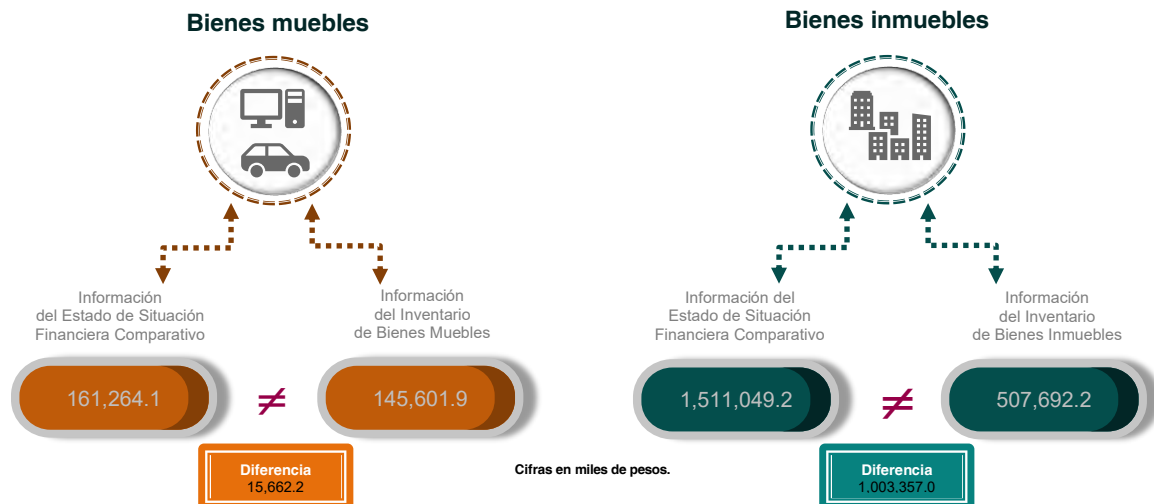 Bienes muebles
Información
del Estado de Situación
Financiera Comparativo
Información
del Inventario
de Bienes Muebles
161,264.1
≠
145,601.9
Diferencia
15,662.2
Cifras en miles de pesos.
Bienes inmuebles
Información del
Estado de Situación
Financiera Comparativo
Información
del Inventario
de Bienes Inmuebles
1,511,049.2
≠
507,692.2
Diferencia
1,003,357.0